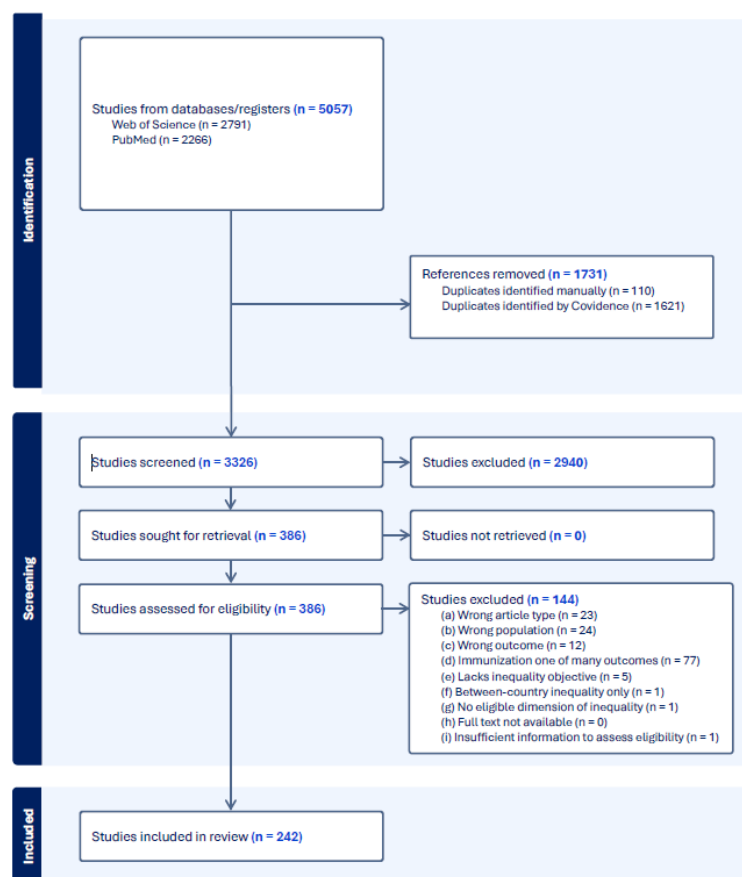 Identification
Studies from databases/registers (n = 5057)
Web of Science (n = 2791)
PubMed (n = 2266)
References removed (n = 1731)
Duplicates identified manually (n = 110)
Duplicates identified by Covidence (n = 1621)
Screening
Studies screened (n = 3326)
Studies excluded (n = 2940)
Studies sought for retrieval (n = 386)
Studies not retrieved (n = 0)
Studies assessed for eligibility (n = 386)
Studies excluded (n = 144)
(a) Wrong article type (n = 23)
(b) Wrong population (n = 24)
(c) Wrong outcome (n = 12)
(d) Immunization one of many outcomes (n = 77)
(e) Lacks inequality objective (n = 5)
(f) Between-country inequality only (n = 1)
(g) No eligible dimension of inequality (n = 1)
(h) Full text not available (n = 0)
(i) Insufficient information to assess eligibility (n = 1)
Included
Studies included in review (n = 242)